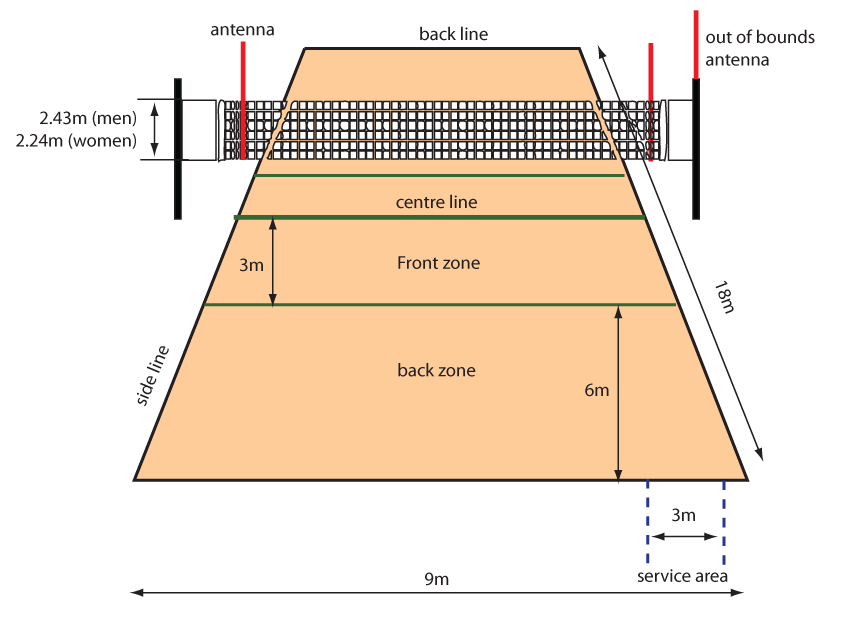 back line
antenna
out of bounds
antenna
2.43m (men)
2.24m (women)
centre line
3m
Front zone
18m
side line
back zone
6m
3m
service area
9m